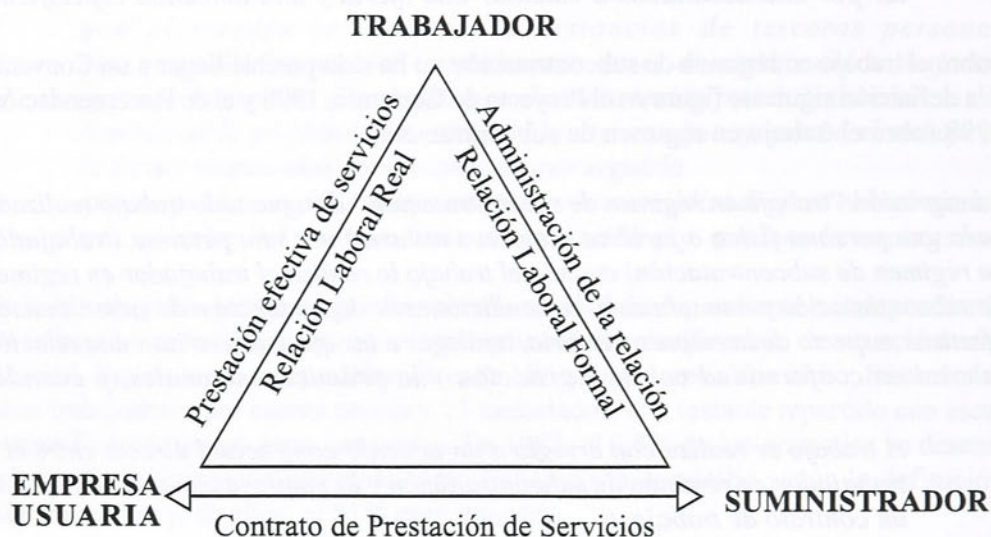 TRABAJADOR
Prestación efectiva de servicios
Relación Laboral Real
Administración de la relación
Relación Laboral Formal
EMPRESA
USUARIA
SUMINISTRADOR
Contrato de Prestación de Servicios